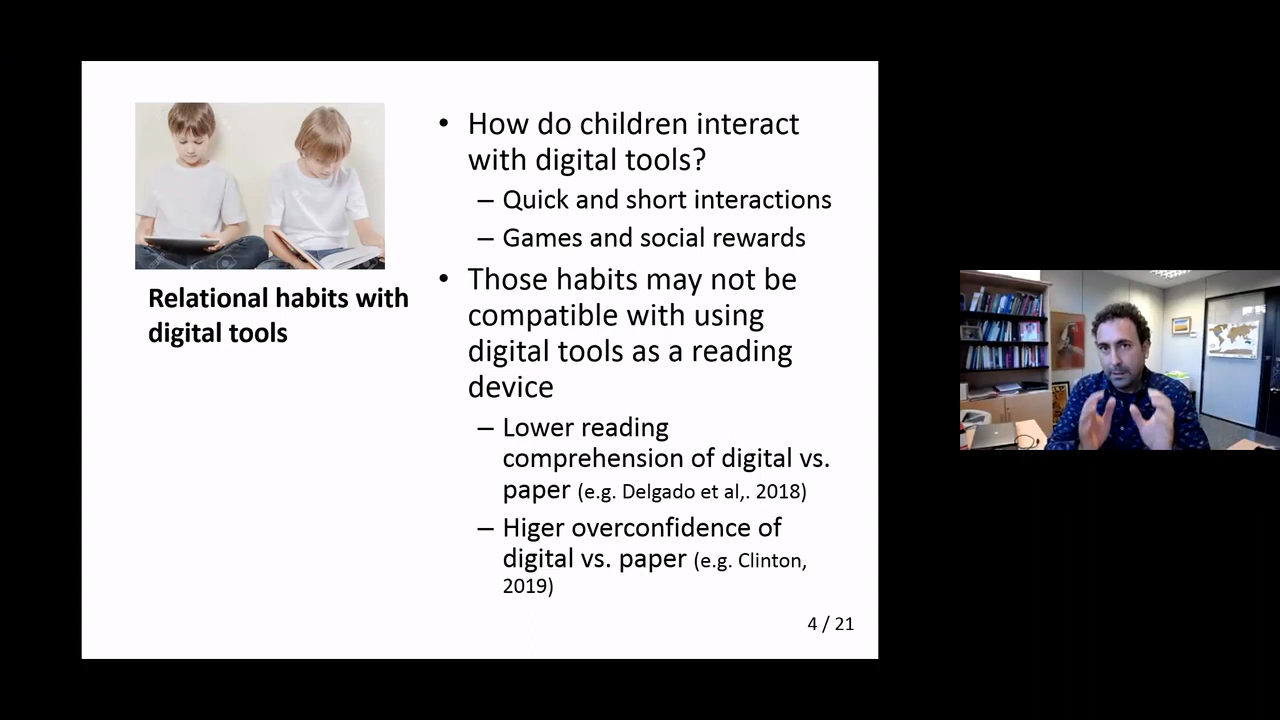 • How do children interact
with digital tools?
– Quick and short interactions
– Games and social rewards
Relational habits with
digital tools
• Those habits may not be
compatible with using
digital tools as a reading
device
– Lower reading
comprehension of digital vs.
paper (e.g. Delgado et al,. 2018)
– Higer overconfidence of
digital vs. paper (e.g. Clinton,
2019)
4 / 21